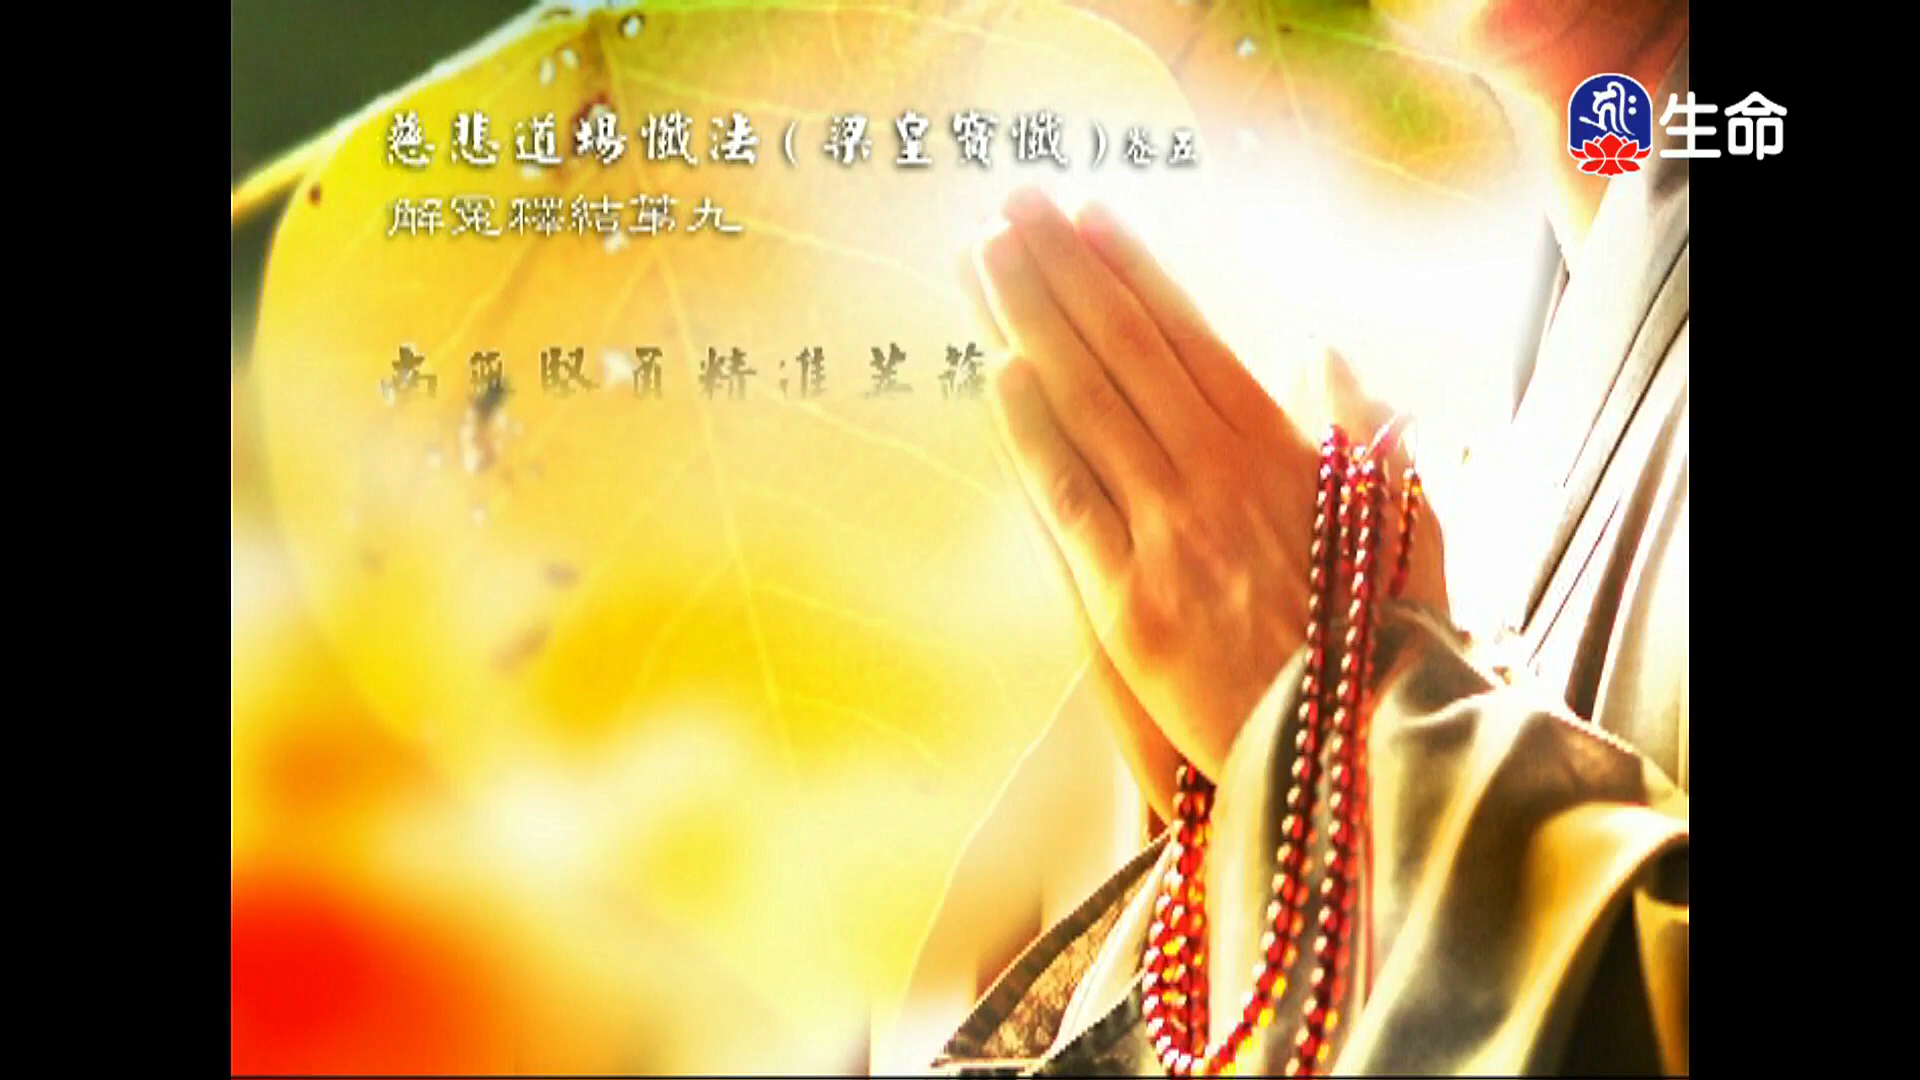 慈悲道場懺法(梁皇寶懺)卷五
生命
解冤釋結第九
南無堅勇精進菩薩